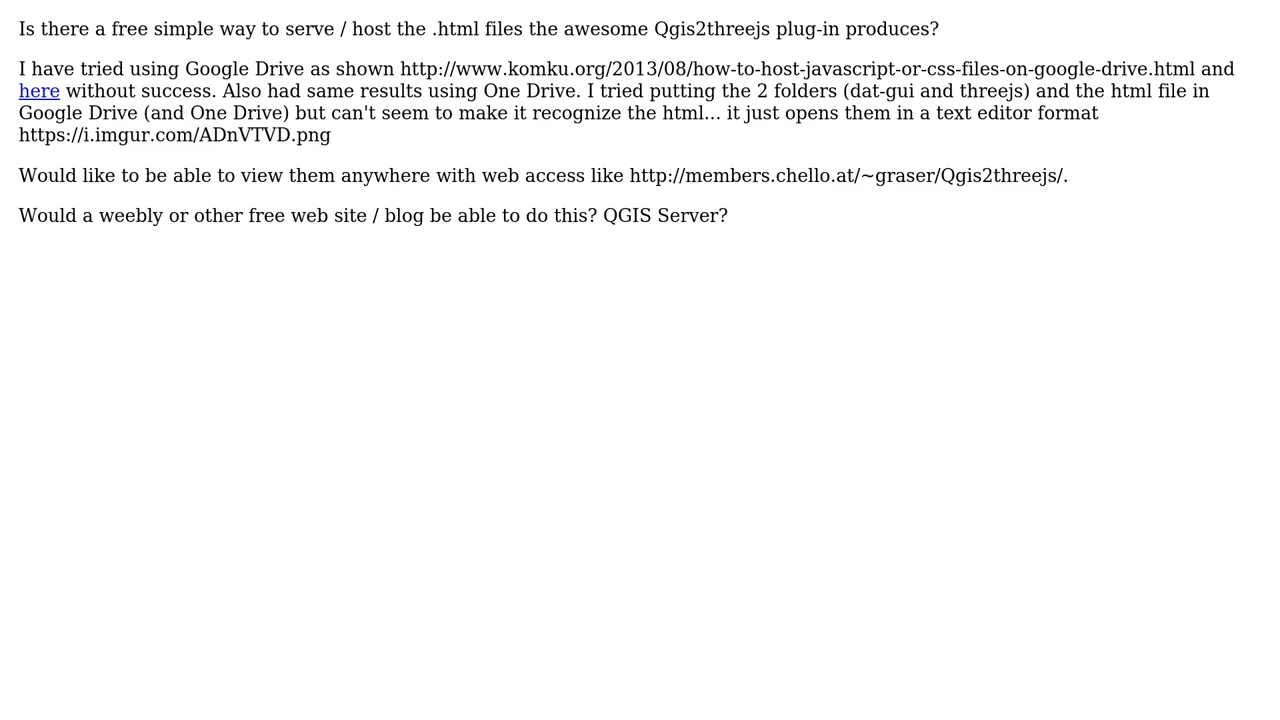 Is there a free simple way to serve / host the .html files the awesome Qgis2threejs plug-in produces?
I have tried using Google Drive as shown http://www.komku.org/2013/08/how-to-host-javascript-or-css-files-on-google-drive.html and
here without success. Also had same results using One Drive. I tried putting the 2 folders (dat-gui and threejs) and the html file in
Google Drive (and One Drive) but can't seem to make it recognize the html... it just opens them in a text editor format
https://i.imgur.com/ADnVTVD.png
Would like to be able to view them anywhere with web access like http://members.chello.at/~graser/Qgis2threejs/.
Would a weebly or other free web site / blog be able to do this? QGIS Server?